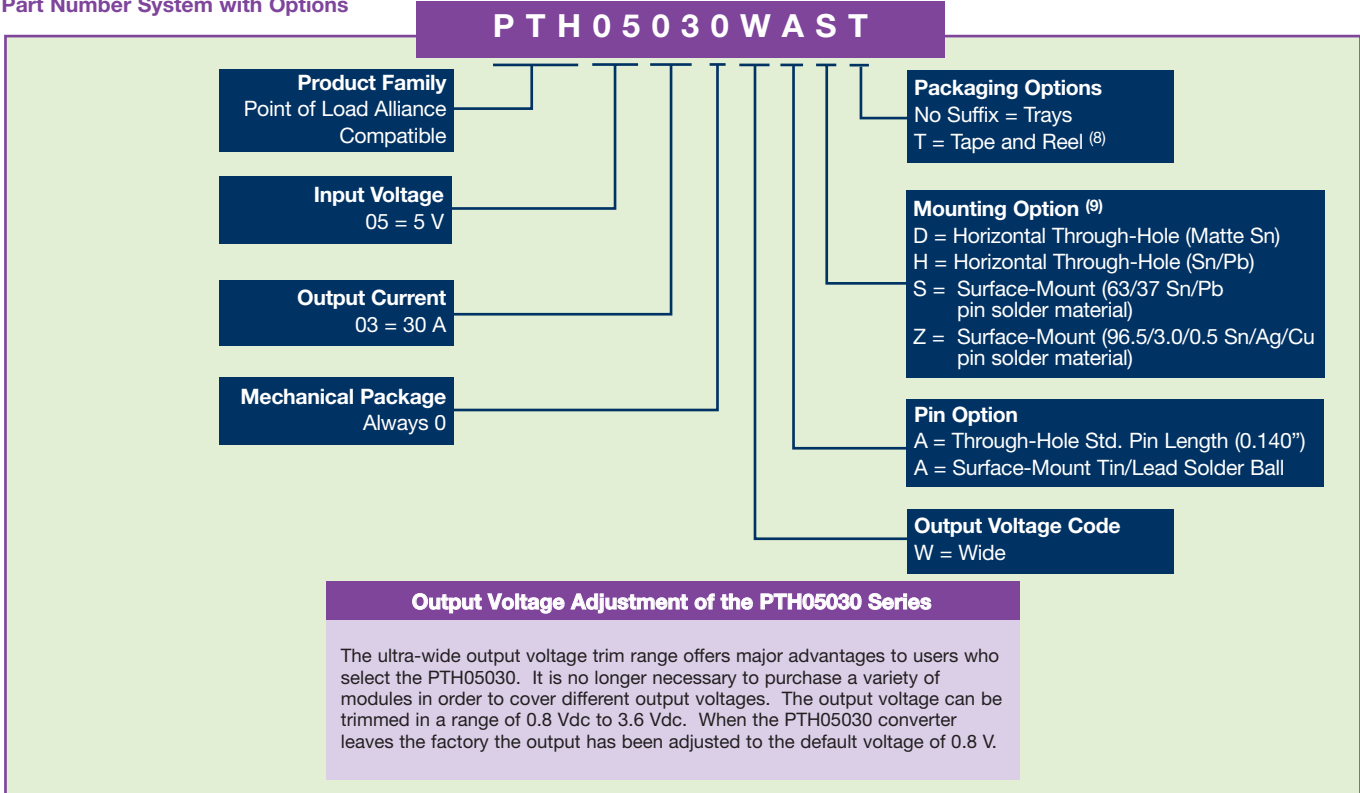 Part Number System with Options
PTH05030WAST
Product Family
Point of Load Alliance
Compatible
Input Voltage
05 = 5 V
Output Current
03 = 30 A
Mechanical Package
Always 0
Packaging Options
No Suffix = Trays
T = Tape and Reel (8)
Mounting Option (9)
D = Horizontal Through-Hole (Matte Sn)
H = Horizontal Through-Hole (Sn/Pb)
S = Surface-Mount (63/37 Sn/Pb
pin solder material)
Z = Surface-Mount (96.5/3.0/0.5 Sn/Ag/Cu
pin solder material)
Pin Option
A = Through-Hole Std. Pin Length (0.140”)
A = Surface-Mount Tin/Lead Solder Ball
Output Voltage Code
W = Wide
Output Voltage Adjustment of the PTH05030 Series
The ultra-wide output voltage trim range offers major advantages to users who
select the PTH05030. It is no longer necessary to purchase a variety of
modules in order to cover different output voltages. The output voltage can be
trimmed in a range of 0.8 Vdc to 3.6 Vdc. When the PTH05030 converter
leaves the factory the output has been adjusted to the default voltage of 0.8 V.